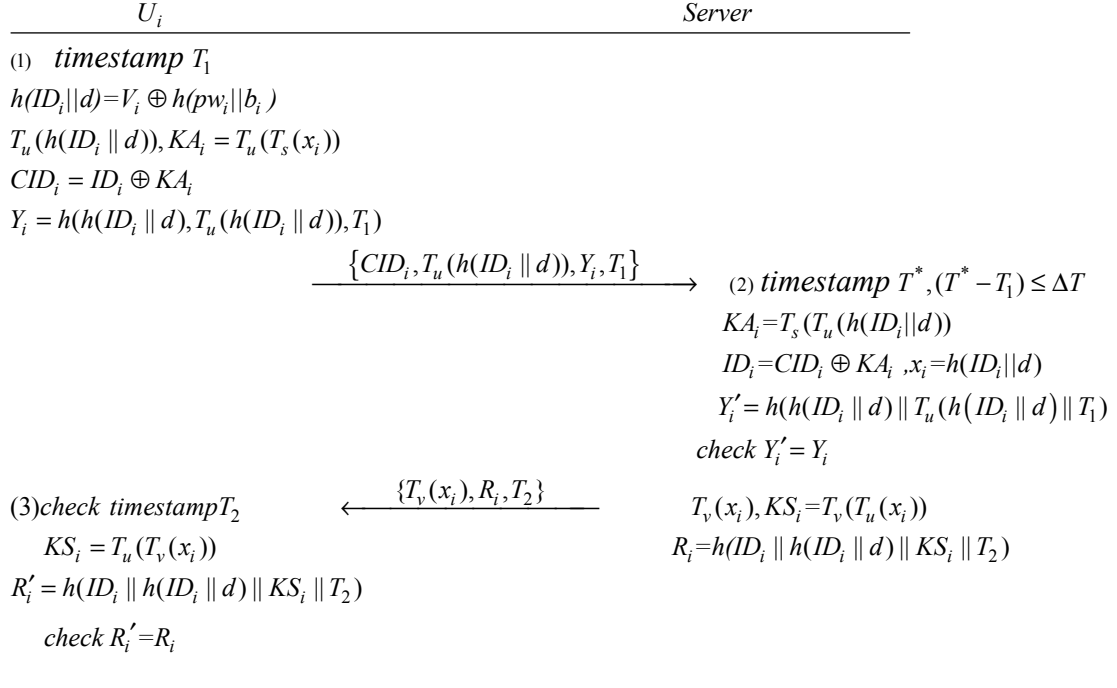 U_i Server
(1) timestamp T_1
h(ID_i||d)=V_i ⊕ h(pw_i||b_i )
T_u(h(ID_i || d)), KA_i = T_u(T_s(x_i))
CID_i = ID_i ⊕ KA_i
Y_i = h(h(ID_i || d),T_u(h(ID_i || d)),T_1)
{CID_i,T_u(h(ID_i || d)),Y_i,T_1}
(2) timestamp T^*,(T^* − T_1) ≤ ΔT
KA_i=T_s(T_u(h(ID_i||d))
ID_i=CID_i ⊕ KA_i ,x_i=h(ID_i||d)
Y_i′= h(h(ID_i || d) || T_u(h(ID_i || d) || T_1)
check Y_i′= Y_i
(3)check timestampT_2 {T_v(x_i),R_i,T_2} T_v(x_i),KS_i=T_v(T_u(x_i))
KS_i = T_u(T_v(x_i)) R_i=h(ID_i || h(ID_i || d) || KS_i || T_2)
R_i′= h(ID_i || h(ID_i || d) || KS_i || T_2)
check R_i′=R_i